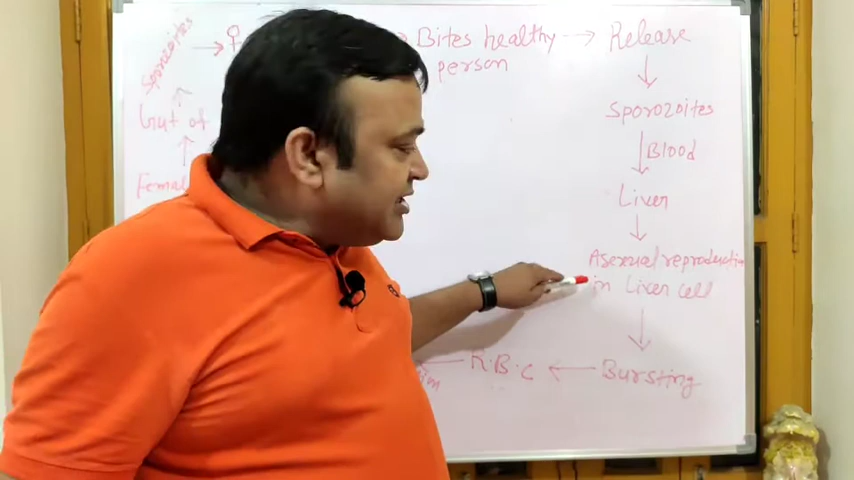 Sporozoites → ♀
→ Bites healthy → Release
person
Sporozoites
Gut of
Blood
Female
Liver
Asexual reproduction
in Liver cell
← R.B.C ← Bursting